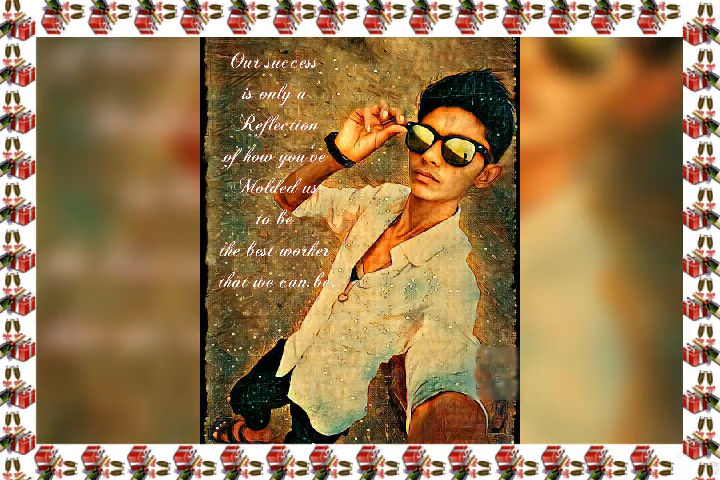 Our success
is only a
Reflection
of how you've
Molded us
to be
the best worker
that we can be.